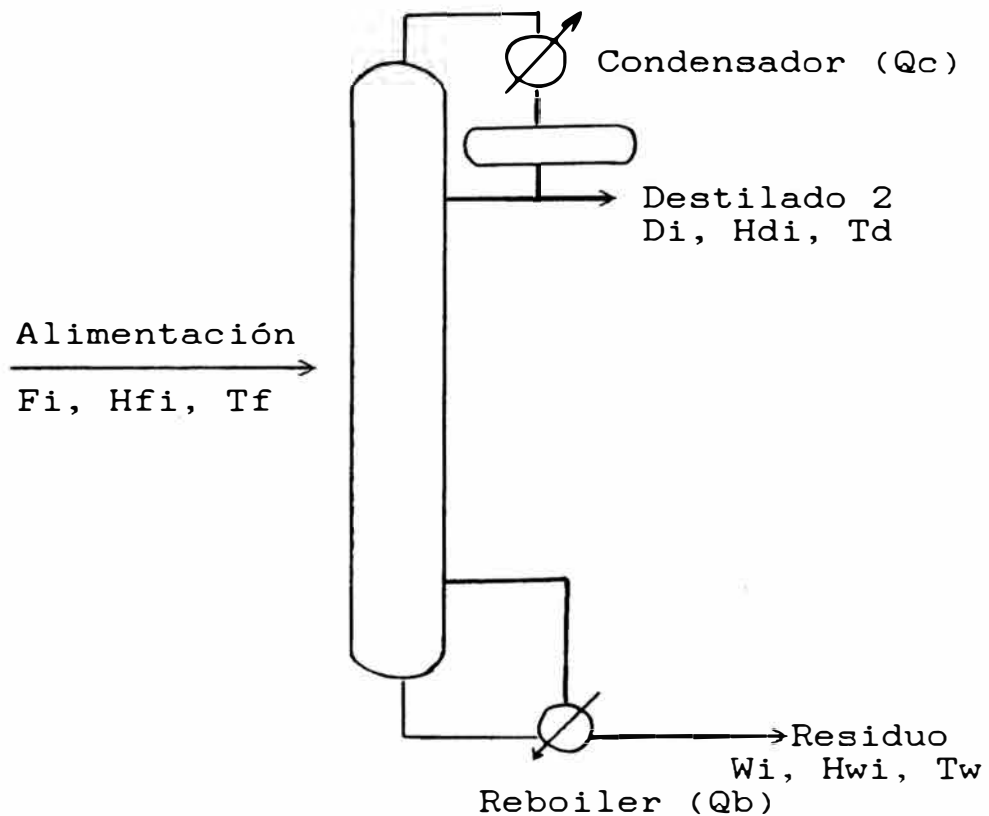 Condensador (Qc)
Destilado 2
Di, Hdi, Td
Alimentación
Fi, Hfi, Tf
Residuo
Wi, Hwi, Tw
Reboiler (Qb)